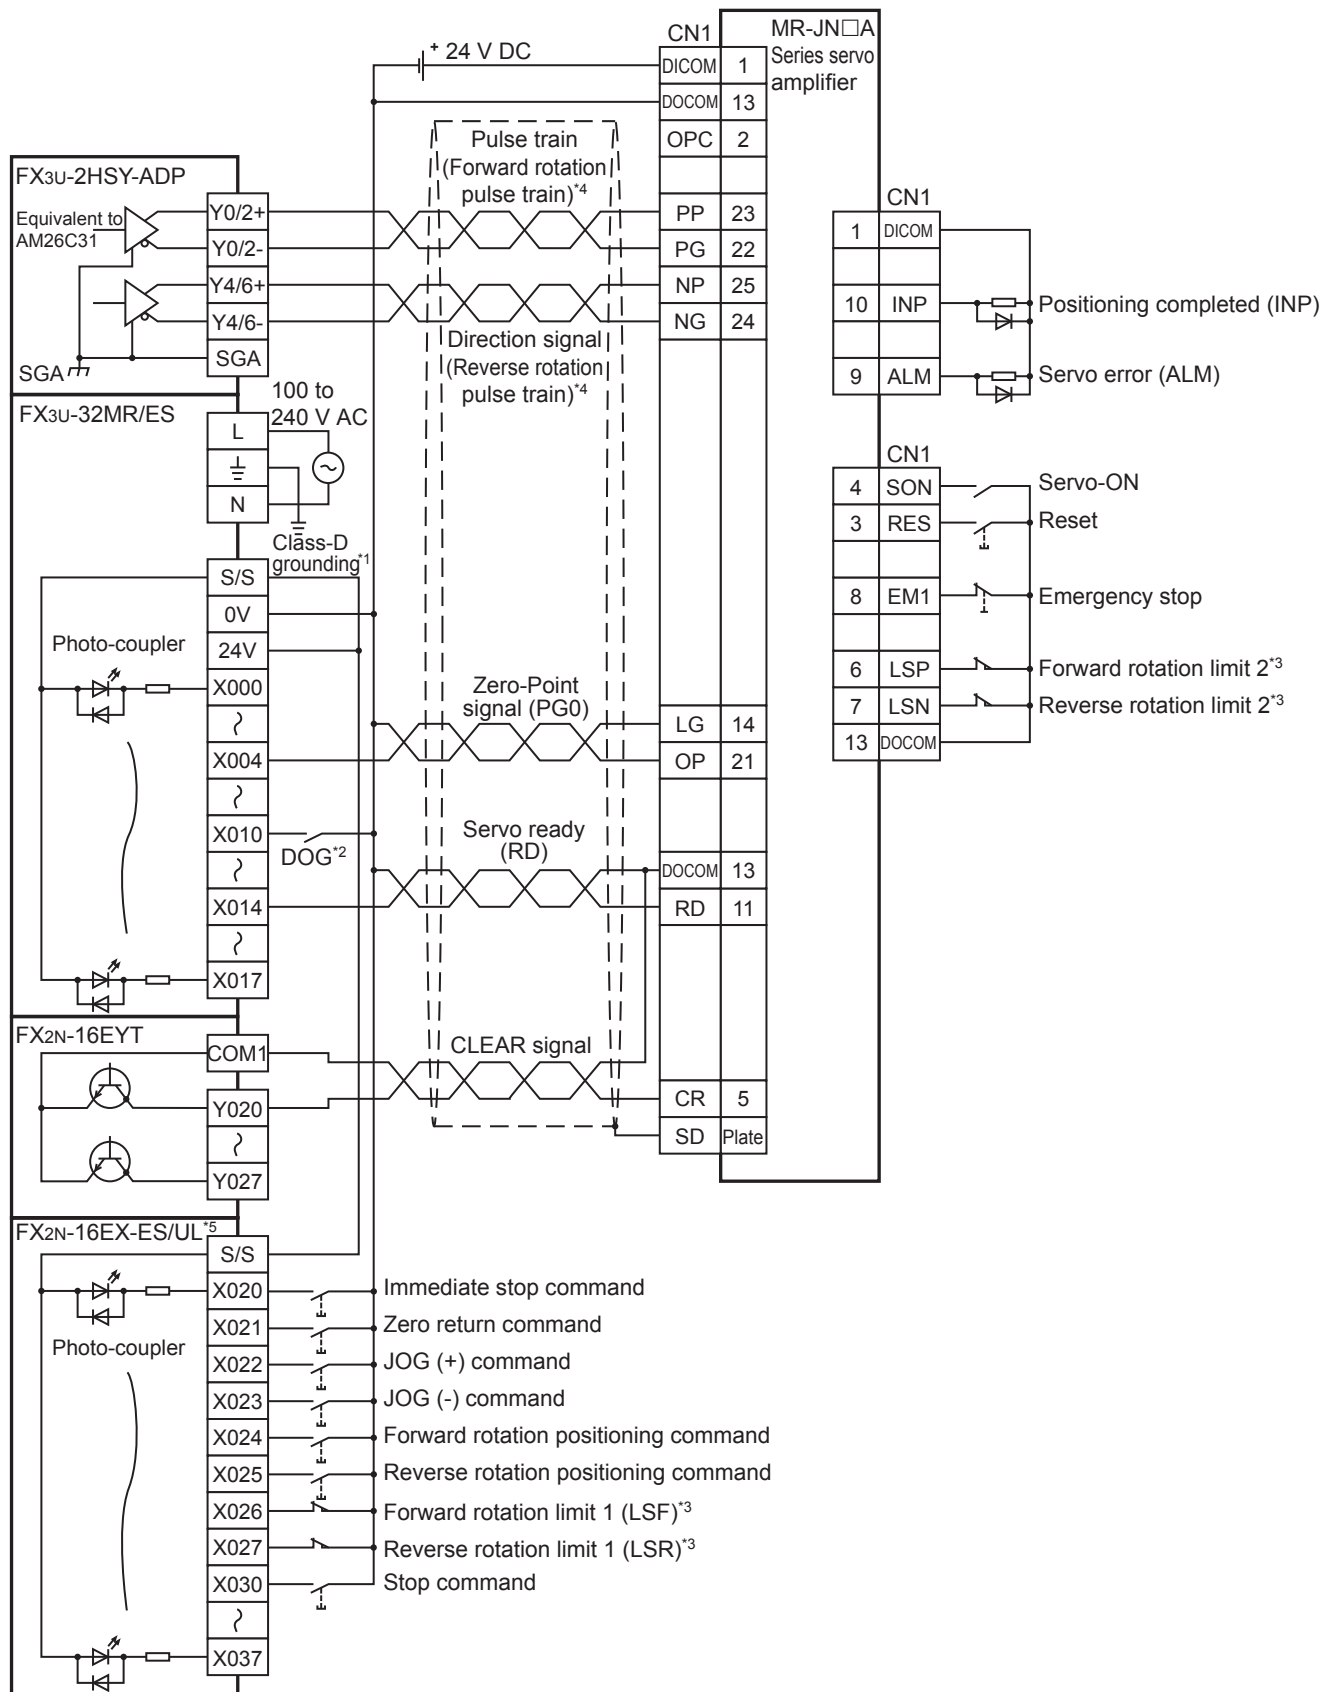 CN1
MR-JN□A
Series servo
amplifier
+ 24 V DC
DICOM 1
DOCOM 13
OPC 2
PP 23
PG 22
NP 25
NG 24
LG 14
OP 21
DOCOM 13
RD 11
CR 5
SD Plate
Pulse train
(Forward rotation
pulse train)*4
Direction signal
(Reverse rotation
pulse train)*4
Zero-Point
signal (PG0)
Servo ready
(RD)
CLEAR signal
FX3U-2HSY-ADP
Equivalent to
AM26C31
Y0/2+
Y0/2-
Y4/6+
Y4/6-
SGA
SGA
FX3U-32MR/ES
100 to
240 V AC
L
N
Class-D
grounding*1
S/S
0V
24V
Photo-coupler
X000
X004
X010
DOG*2
X014
X017
FX2N-16EYT
COM1
Y020
Y027
FX2N-16EX-ES/UL*5
S/S
Photo-coupler
X020 Immediate stop command
X021 Zero return command
X022 JOG (+) command
X023 JOG (-) command
X024 Forward rotation positioning command
X025 Reverse rotation positioning command
X026 Forward rotation limit 1 (LSF)*3
X027 Reverse rotation limit 1 (LSR)*3
X030 Stop command
X037
CN1
1 DICOM
10 INP Positioning completed (INP)
9 ALM Servo error (ALM)
CN1
4 SON Servo-ON
3 RES Reset
8 EM1 Emergency stop
6 LSP Forward rotation limit 2*3
7 LSN Reverse rotation limit 2*3
13 DOCOM